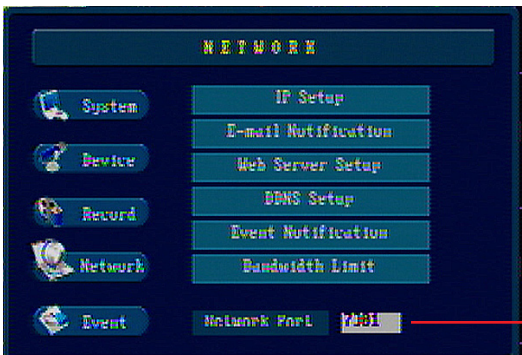 NETWORK
System
Device
Record
Network
Event
IP Setup
E-mail Notification
Web Server Setup
DDNS Setup
Event Notification
Bandwidth Limit
Network Port